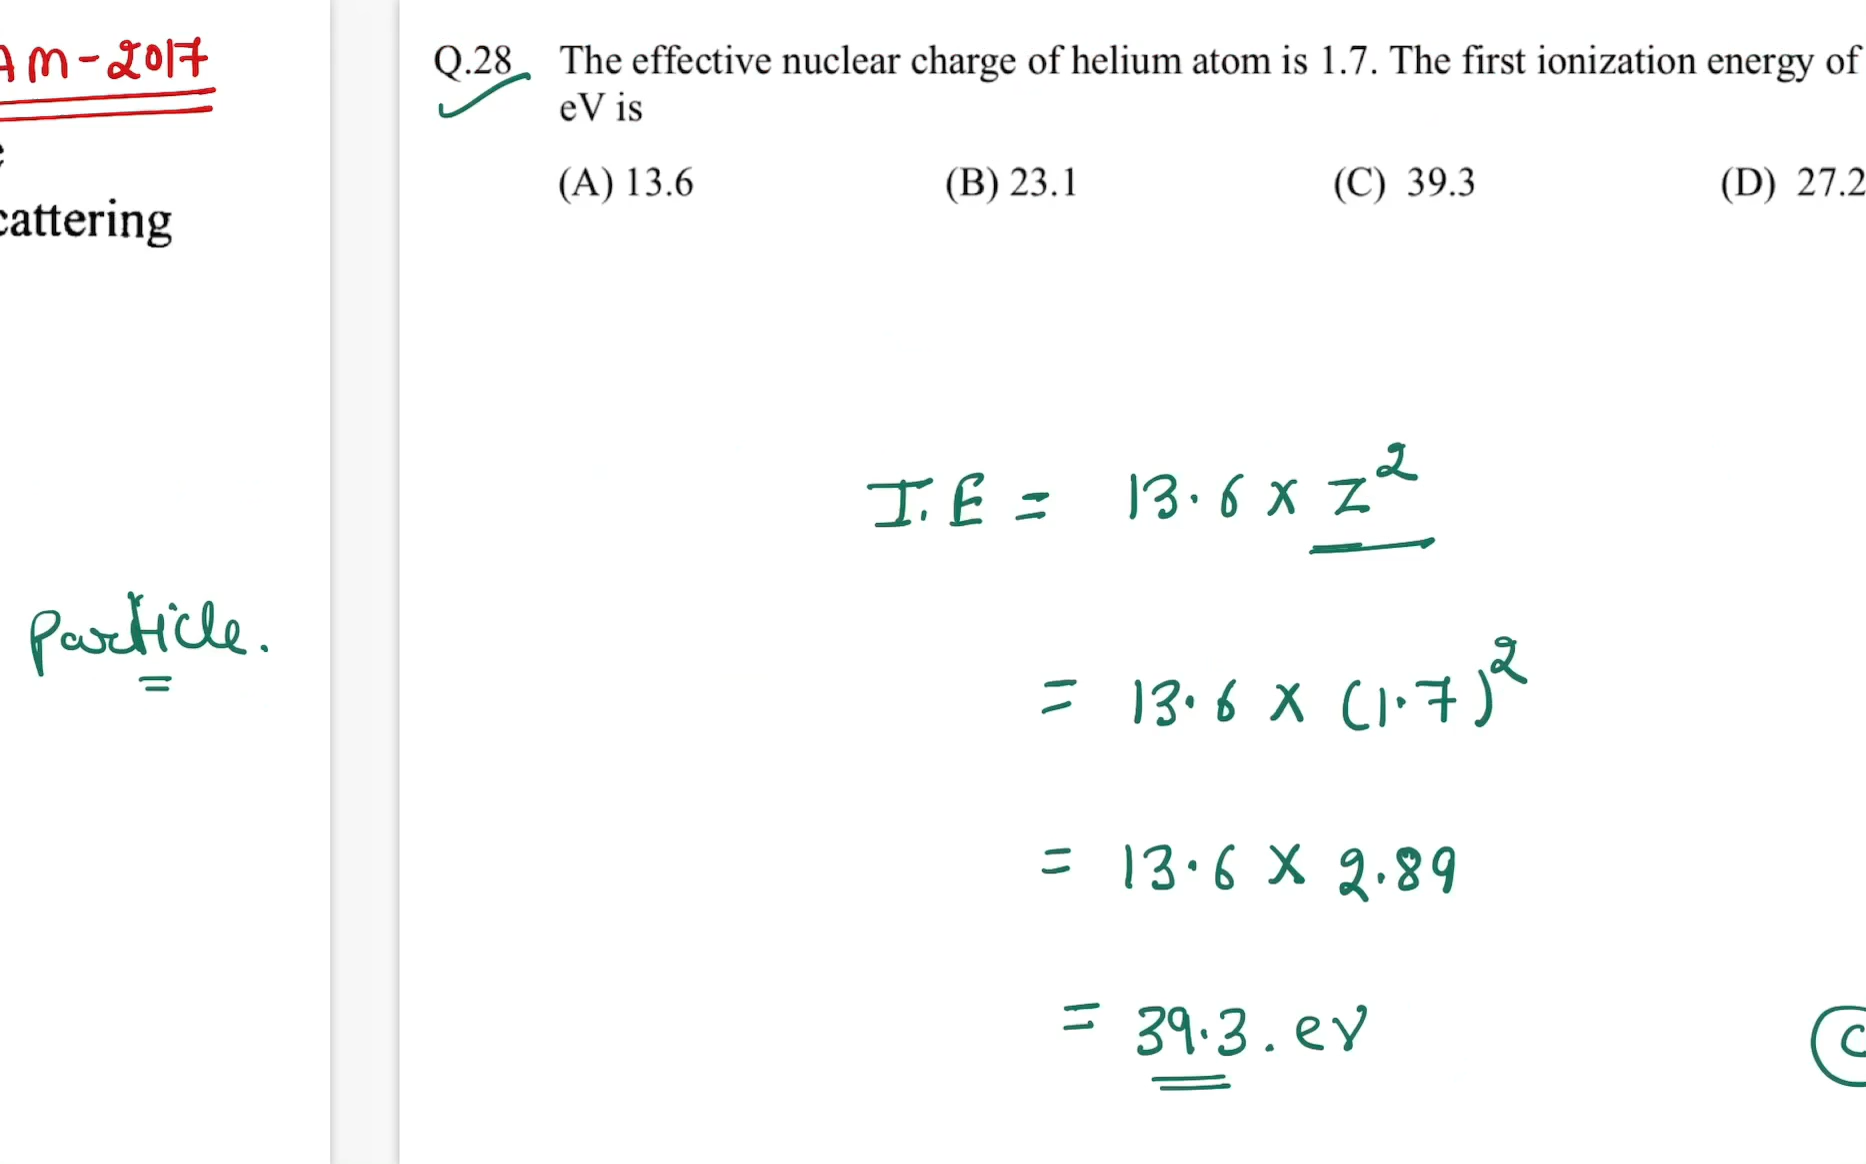 AM-2017
cattering
Particle.
Q.28 The effective nuclear charge of helium atom is 1.7. The first ionization energy of
eV is
(A) 13.6 (B) 23.1 (C) 39.3 (D) 27.2
I.E = 13.6 x z²
= 13.6 x (1.7)²
= 13.6 x 2.89
= 39.3. eV
C